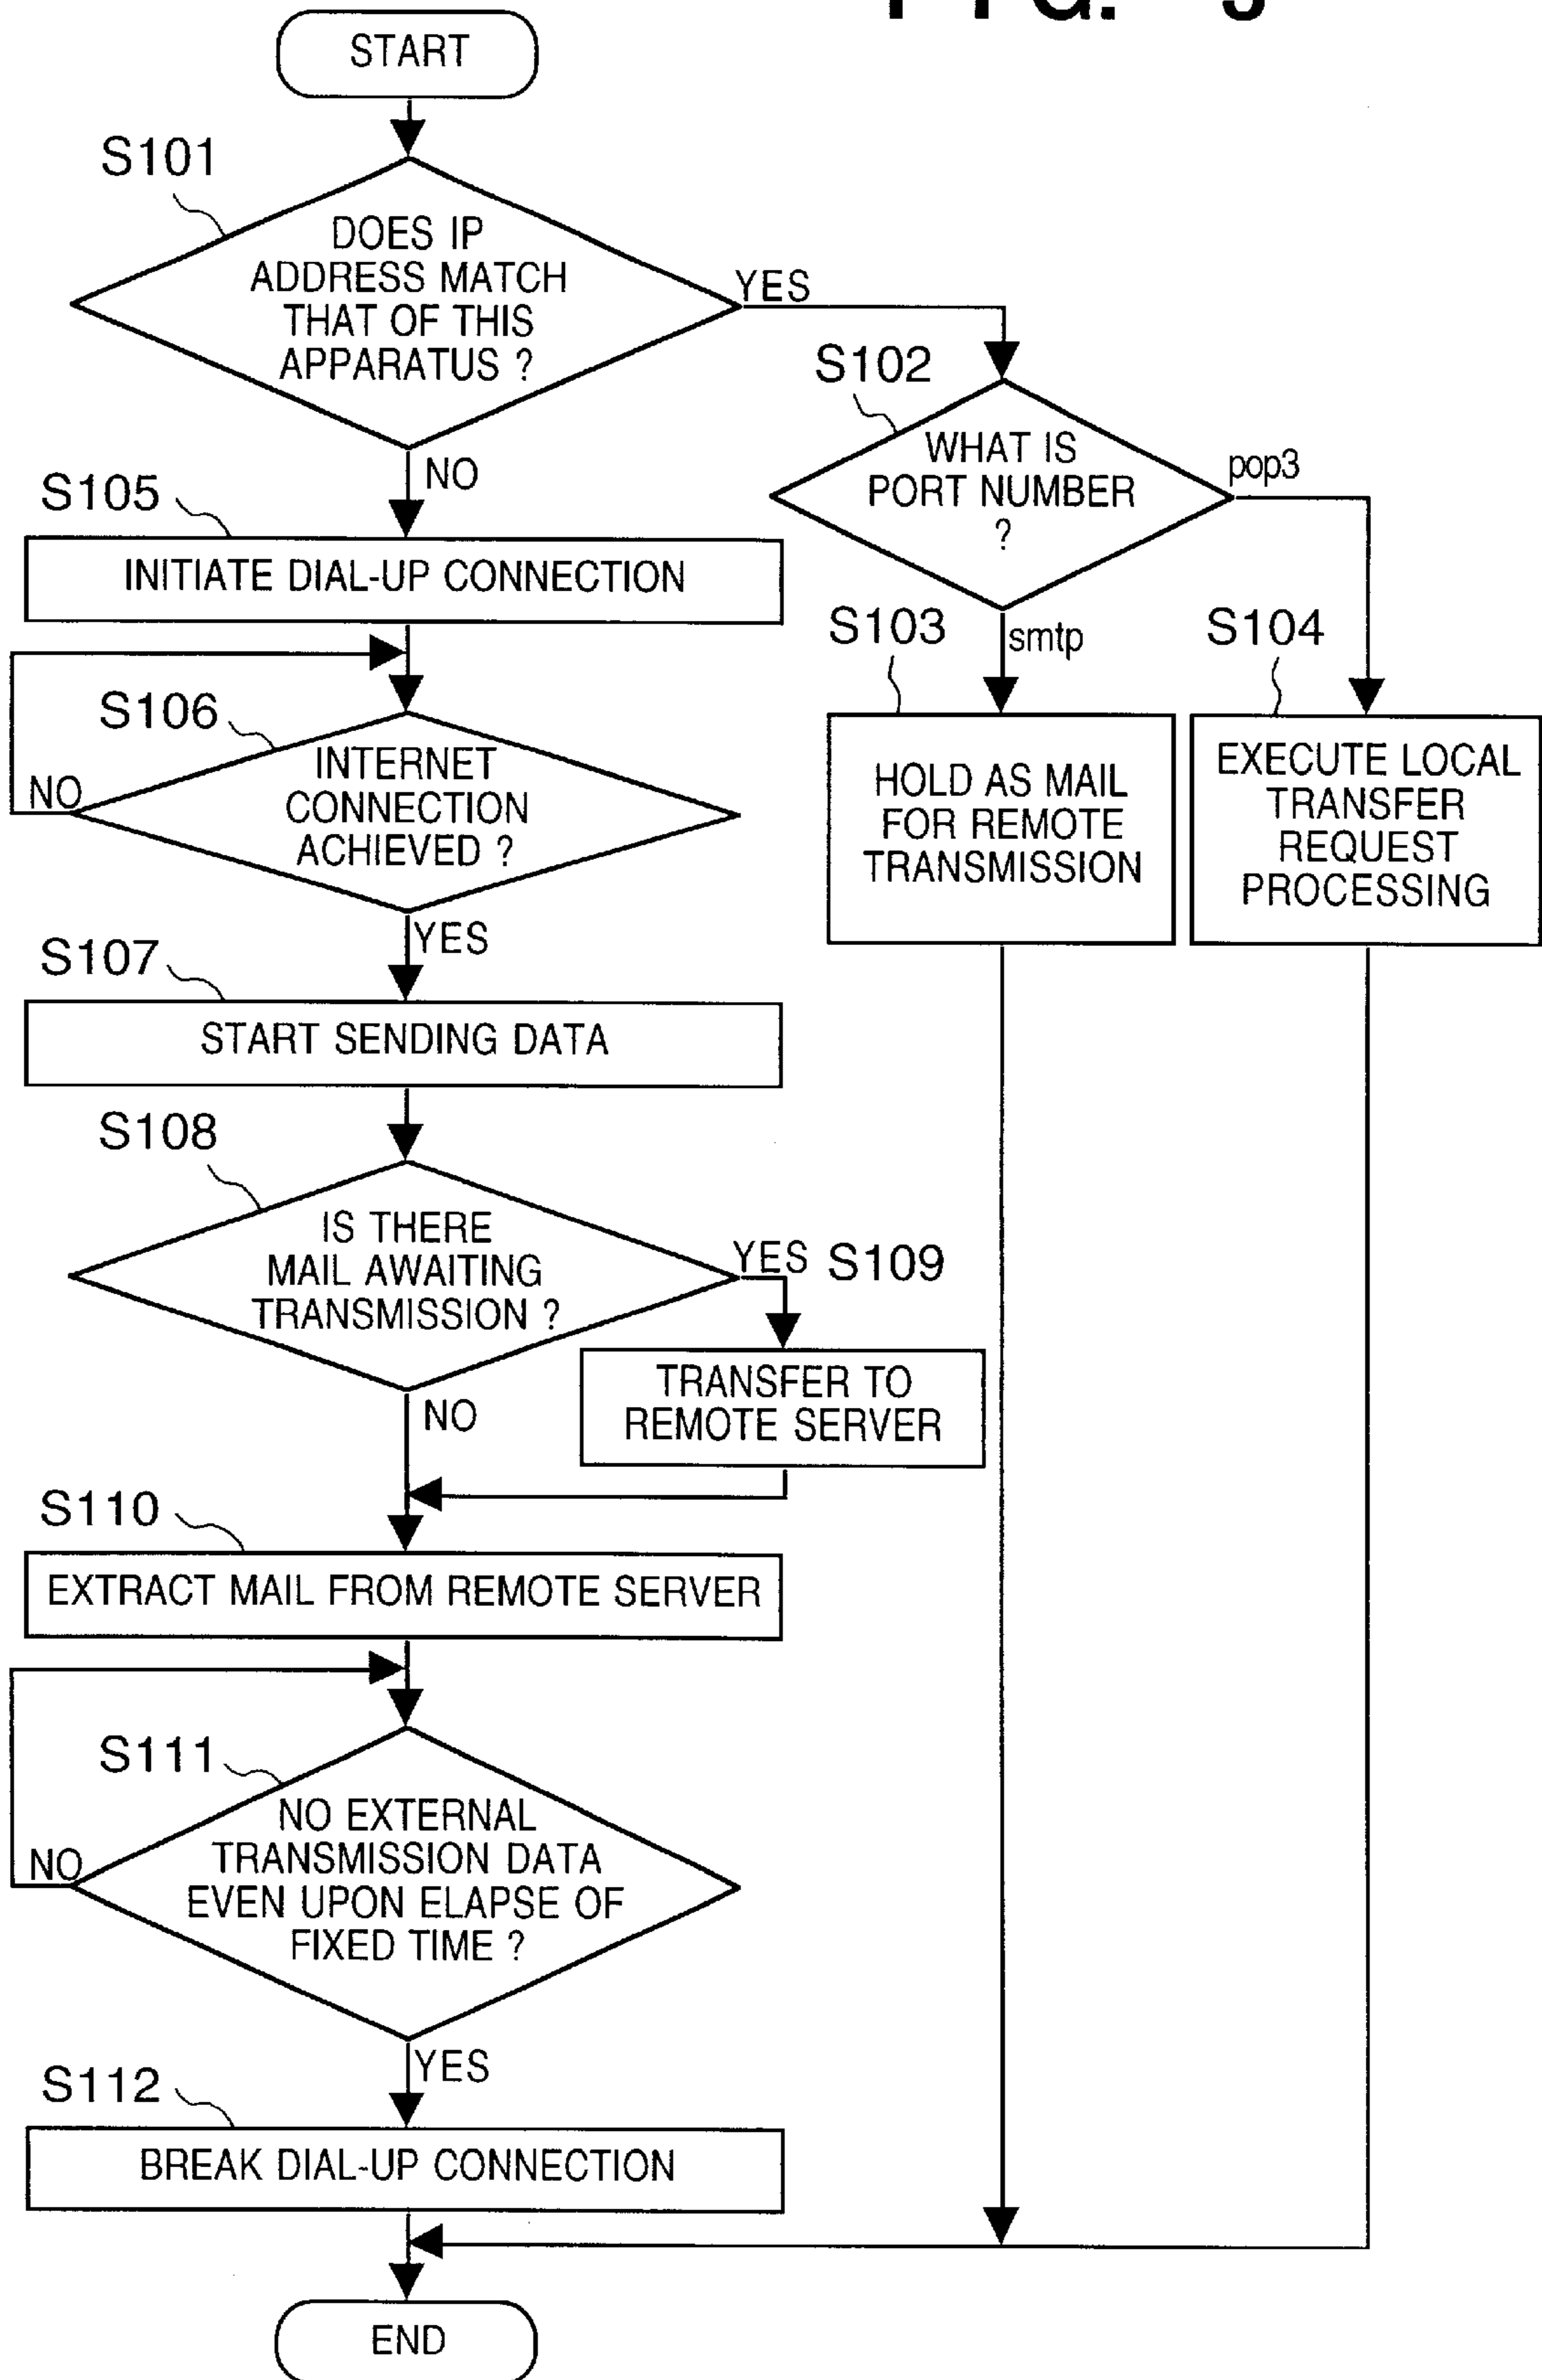 FIG.
START
S101
DOES IP
ADDRESS MATCH
THAT OF THIS
APPARATUS ?
YES
NO
S102
WHAT IS
PORT NUMBER
?
pop3
smtp
S105
INITIATE DIAL-UP CONNECTION
S103
HOLD AS MAIL
FOR REMOTE
TRANSMISSION
S104
EXECUTE LOCAL
TRANSFER
REQUEST
PROCESSING
S106
INTERNET
CONNECTION
ACHIEVED ?
NO
YES
S107
START SENDING DATA
S108
IS THERE
MAIL AWAITING
TRANSMISSION ?
YES
NO
S109
TRANSFER TO
REMOTE SERVER
S110
EXTRACT MAIL FROM REMOTE SERVER
S111
NO EXTERNAL
TRANSMISSION DATA
EVEN UPON ELAPSE OF
FIXED TIME ?
NO
YES
S112
BREAK DIAL-UP CONNECTION
END